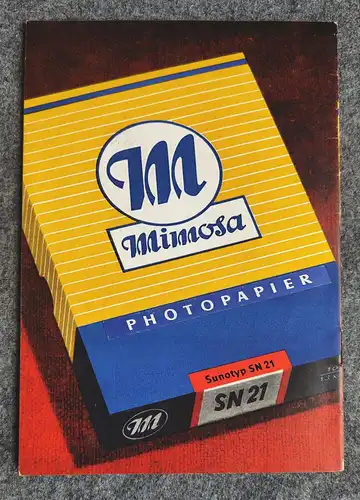 M
Mimosa
PHOTOPAPIER
Sunotyp SN 21
SN 21
M